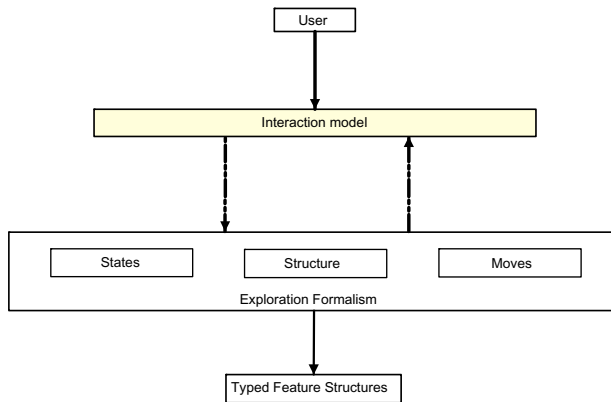 User
Interaction model
States
Structure
Moves
Exploration Formalism
Typed Feature Structures